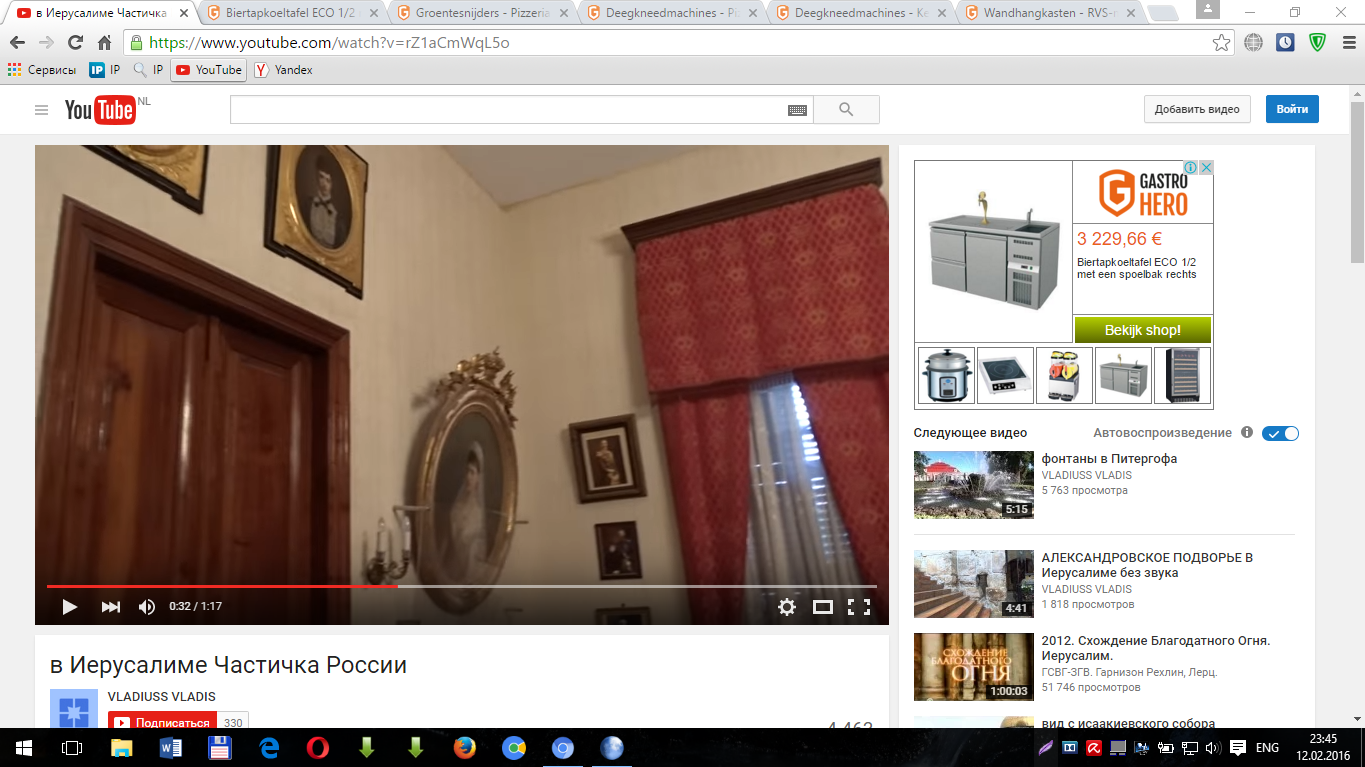 в Иерусалиме Частичка
Biertapkoeltafel ECO 1/2
Groentesnijders - Pizzeria
Deegkneedmachines - Pi
Deegkneedmachines - Ke
Wandhangkasten - RVS-m
https://www.youtube.com/watch?v=rZ1aCmWqL5o
Сервисы
IP IP
IP
YouTube
Yandex
YouTube NL
Добавить видео
Войти
GASTRO
HERO
3 229,66 €
Biertapkoeltafel ECO 1/2
met een spoelbak rechts
Bekijk shop!
0:32 / 1:17
Следующее видео
Автовоспроизведение
фонтаны в Питергофа
VLADIUSS VLADIS
5 763 просмотра
5:15
АЛЕКСАНДРОВСКОЕ ПОДВОРЬЕ В
Иерусалиме без звука
VLADIUSS VLADIS
1 818 просмотров
4:41
2012. Схождение Благодатного Огня.
Иерусалим.
ГСВГ-ЗГВ. Гарнизон Рехлин, Лерц.
51 746 просмотров
СХОЖДЕНИЕ
БЛАГОДАТНОГО
ОГНЯ
1:00:03
вид с исаакиевского собора
в Иерусалиме Частичка России
VLADIUSS VLADIS
Подписаться
330
4 462
ENG
23:45
12.02.2016